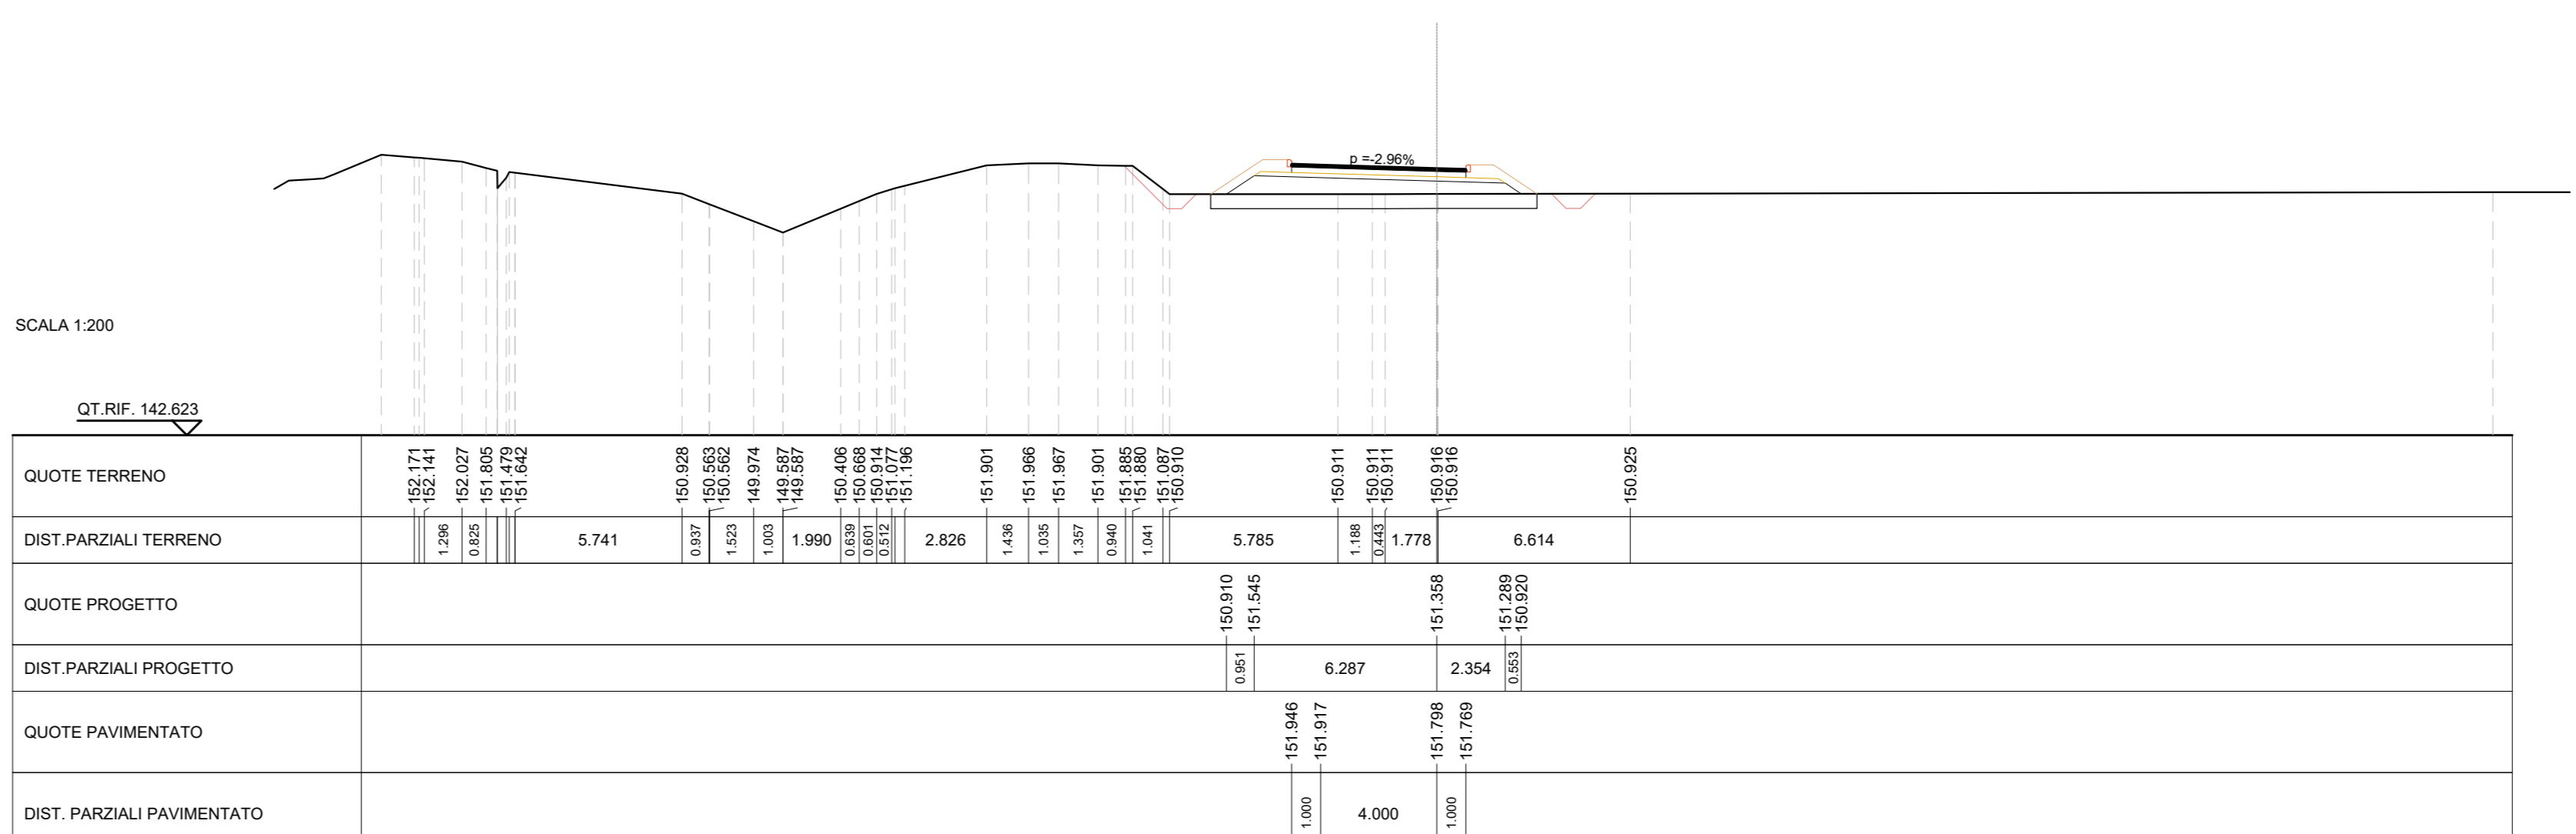 p =-2.96%
SCALA 1:200
QT.RIF. 142.623
QUOTE TERRENO 152.171 152.141 152.027 151.805 151.479 151.642 150.928 150.563 150.562 149.974 149.587 149.587 150.406 150.668 150.914 151.077 151.196 151.901 151.966 151.967 151.901 151.885 151.880 151.087 150.910 150.911 150.911 150.911 150.916 150.916 150.925
DIST.PARZIALI TERRENO 1.296 0.825 5.741 0.937 1.523 1.003 1.990 0.639 0.601 0.512 2.826 1.436 1.035 1.357 0.940 1.041 5.785 1.188 0.443 1.778 6.614
QUOTE PROGETTO 150.910 151.545 151.358 151.289 150.920
DIST.PARZIALI PROGETTO 0.951 6.287 2.354 0.553
QUOTE PAVIMENTATO 151.946 151.917 151.798 151.769
DIST. PARZIALI PAVIMENTATO 1.000 4.000 1.000